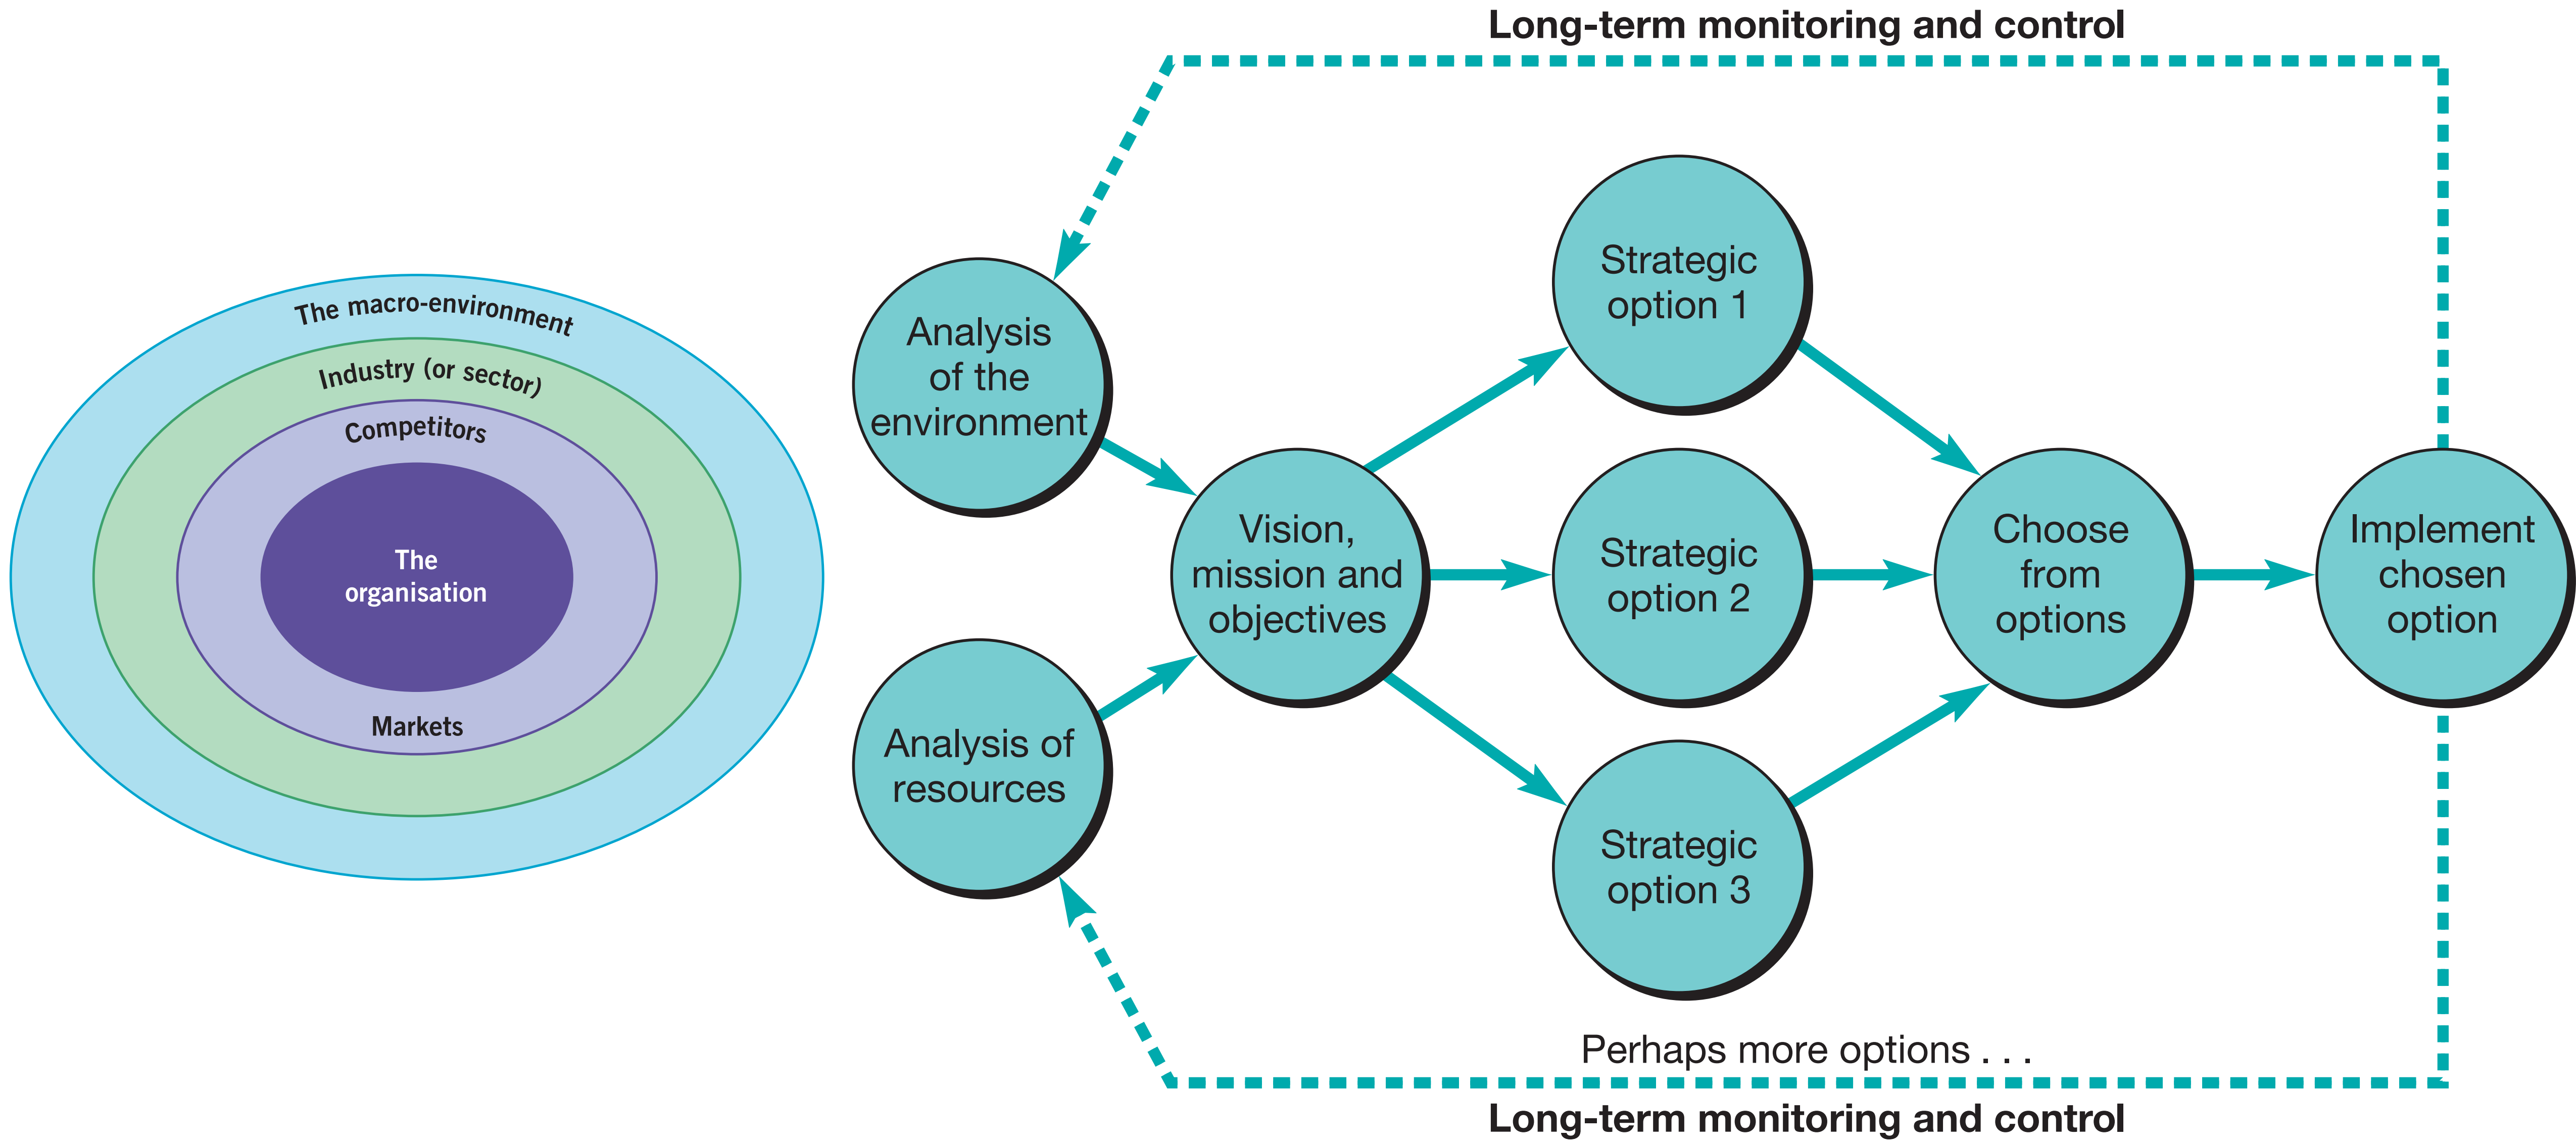 The macro-environment
Industry (or sector)
Competitors
The
organisation
Markets
Long-term monitoring and control
Analysis
of the
environment
Analysis of
resources
Vision,
mission and
objectives
Strategic
option 1
Strategic
option 2
Strategic
option 3
Perhaps more options . . .
Choose
from
options
Implement
chosen
option
Long-term monitoring and control